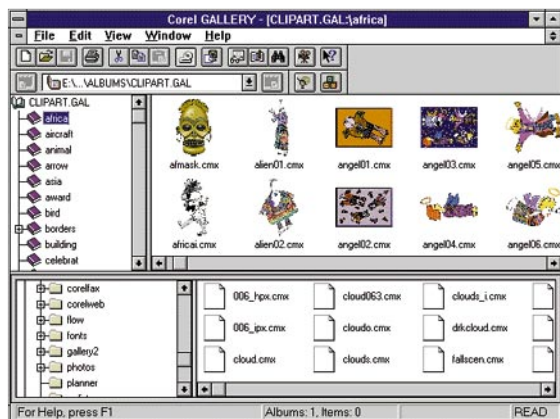 Corel GALLERY - [CLIPART.GAL:\africa]
File Edit View Window Help
E:\...\ALBUMS\CLIPART.GAL
CLIPART.GAL
africa
aircraft
animal
arrow
asia
award
bird
borders
building
celebrat
afmask.cmx alien01.cmx angel01.cmx angel03.cmx angel05.cmx
africai.cmx alien02.cmx angel02.cmx angel04.cmx angel06.cmx
corelfax
corelweb
flow
fonts
gallery2
photos
planner
006_hpx.cmx cloud063.cmx clouds_i.cmx
006_ipx.cmx cloudo.cmx drkcloud.cmx
cloud.cmx clouds.cmx fallscen.cmx
For Help, press F1 Albums: 1, Items: 0 READ